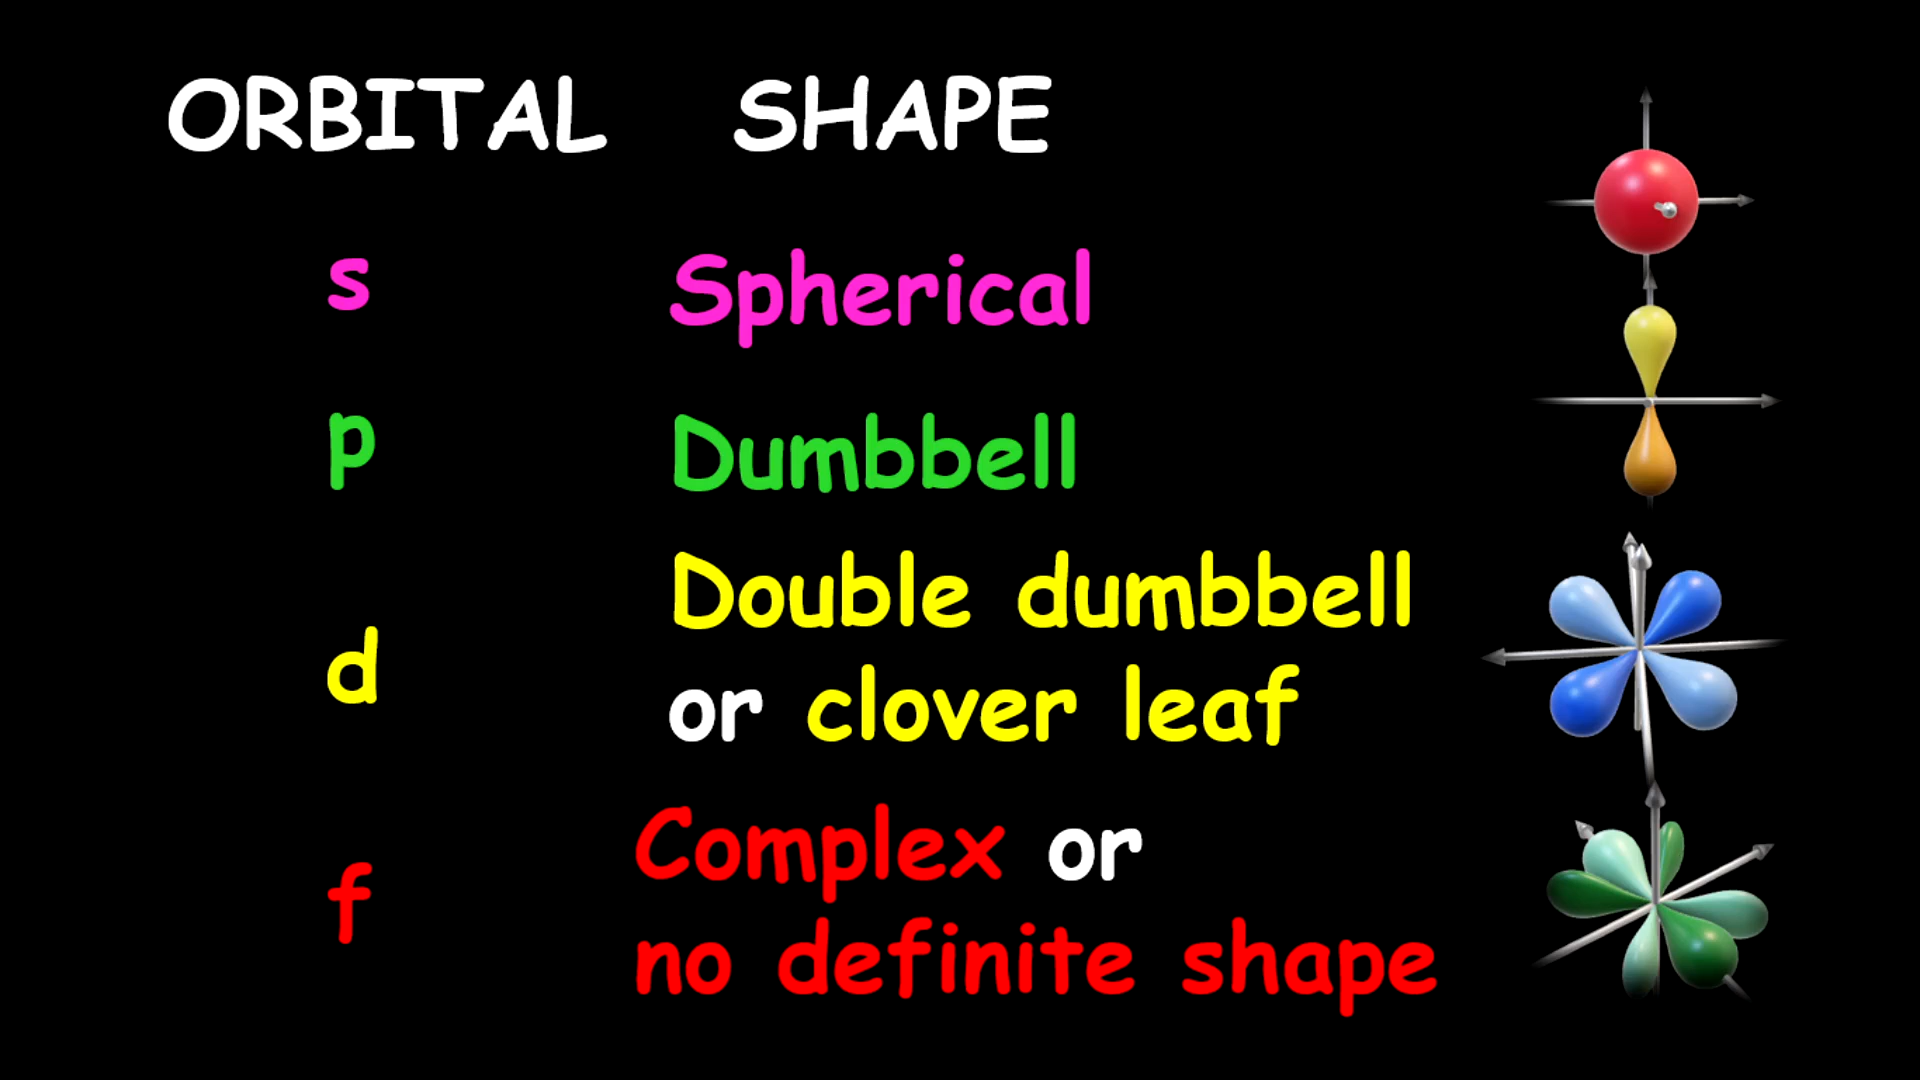 ORBITAL SHAPE
s Spherical
p Dumbbell
Double dumbbell
d
or clover leaf
Complex or
f
no definite shape